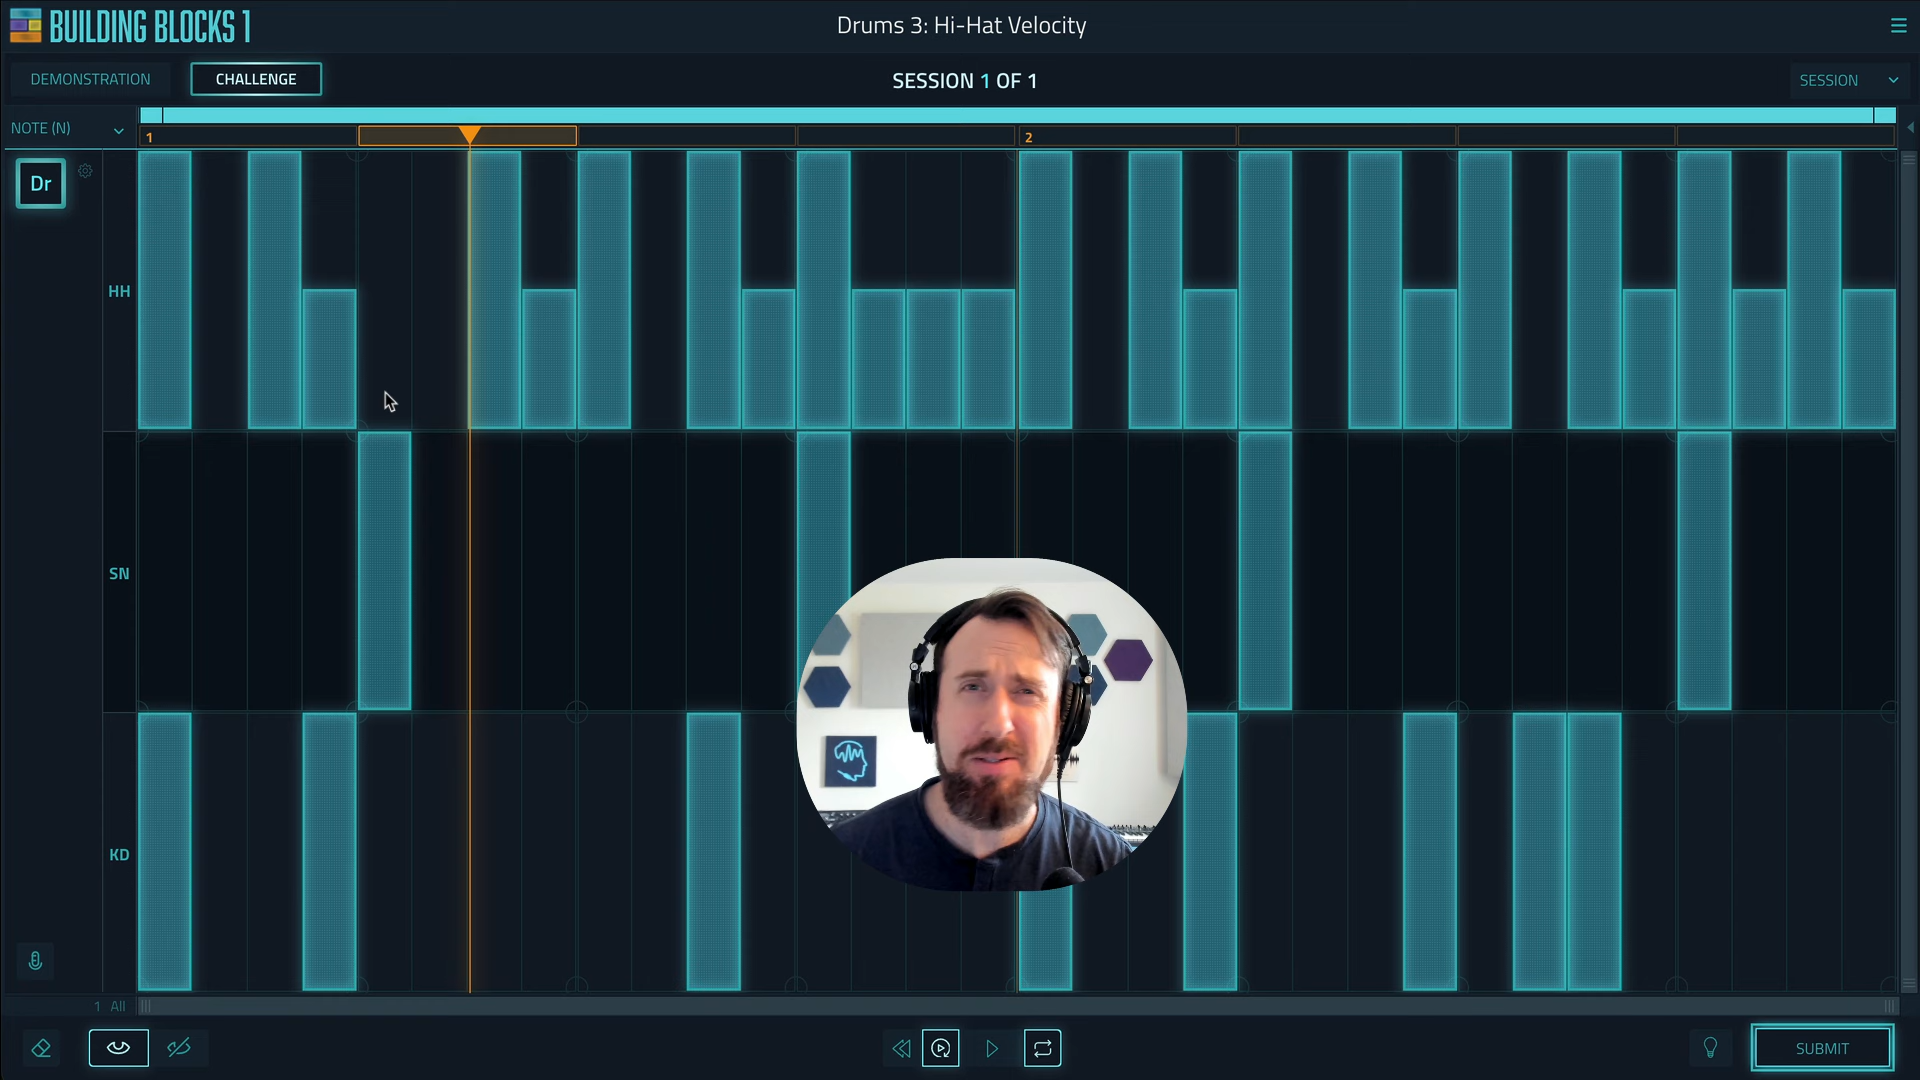 BUILDING BLOCKS 1
Drums 3: Hi-Hat Velocity
DEMONSTRATION
CHALLENGE
SESSION 1 OF 1
SESSION
NOTE (N)
1
2
Dr
HH
SN
KD
1 All
SUBMIT